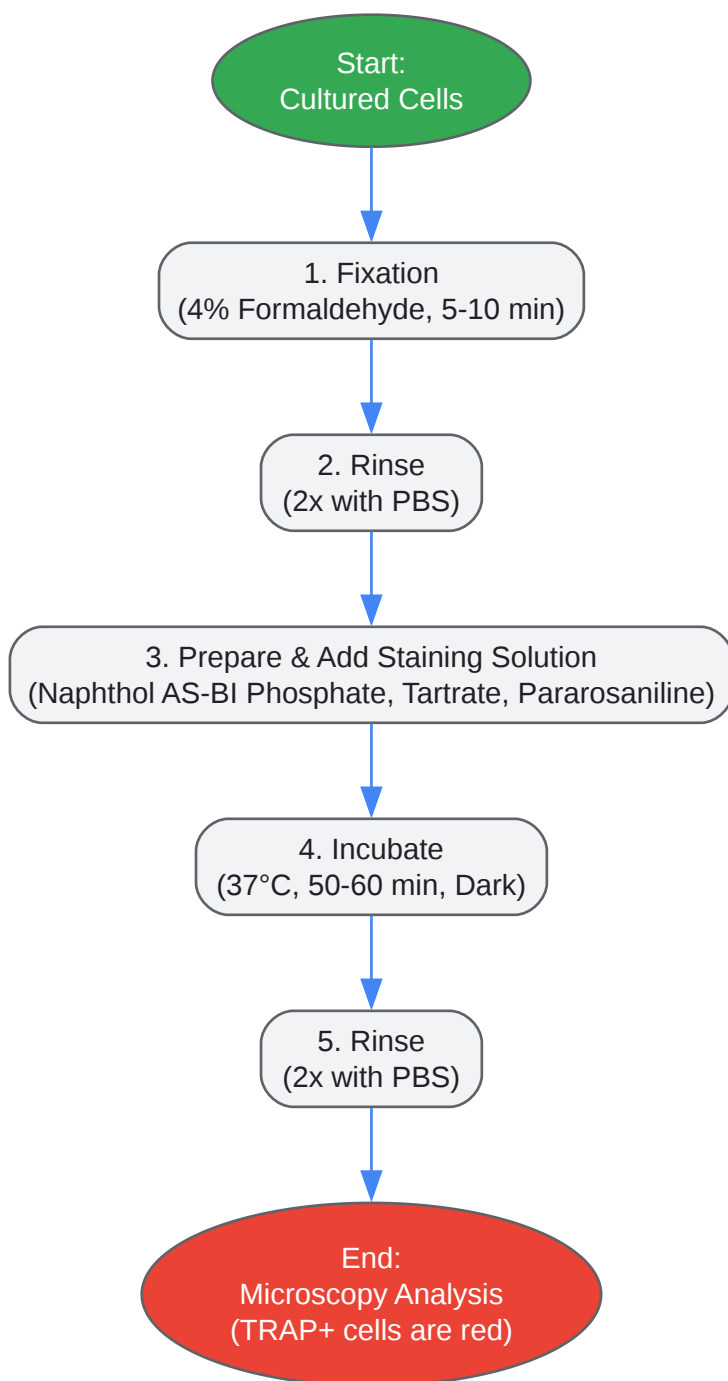 Start:
Cultured Cells
1. Fixation
(4% Formaldehyde, 5-10 min)
2. Rinse
(2x with PBS)
3. Prepare & Add Staining Solution
(Naphthol AS-BI Phosphate, Tartrate, Pararosaniline)
4. Incubate
(37°C, 50-60 min, Dark)
5. Rinse
(2x with PBS)
End:
Microscopy Analysis
(TRAP+ cells are red)